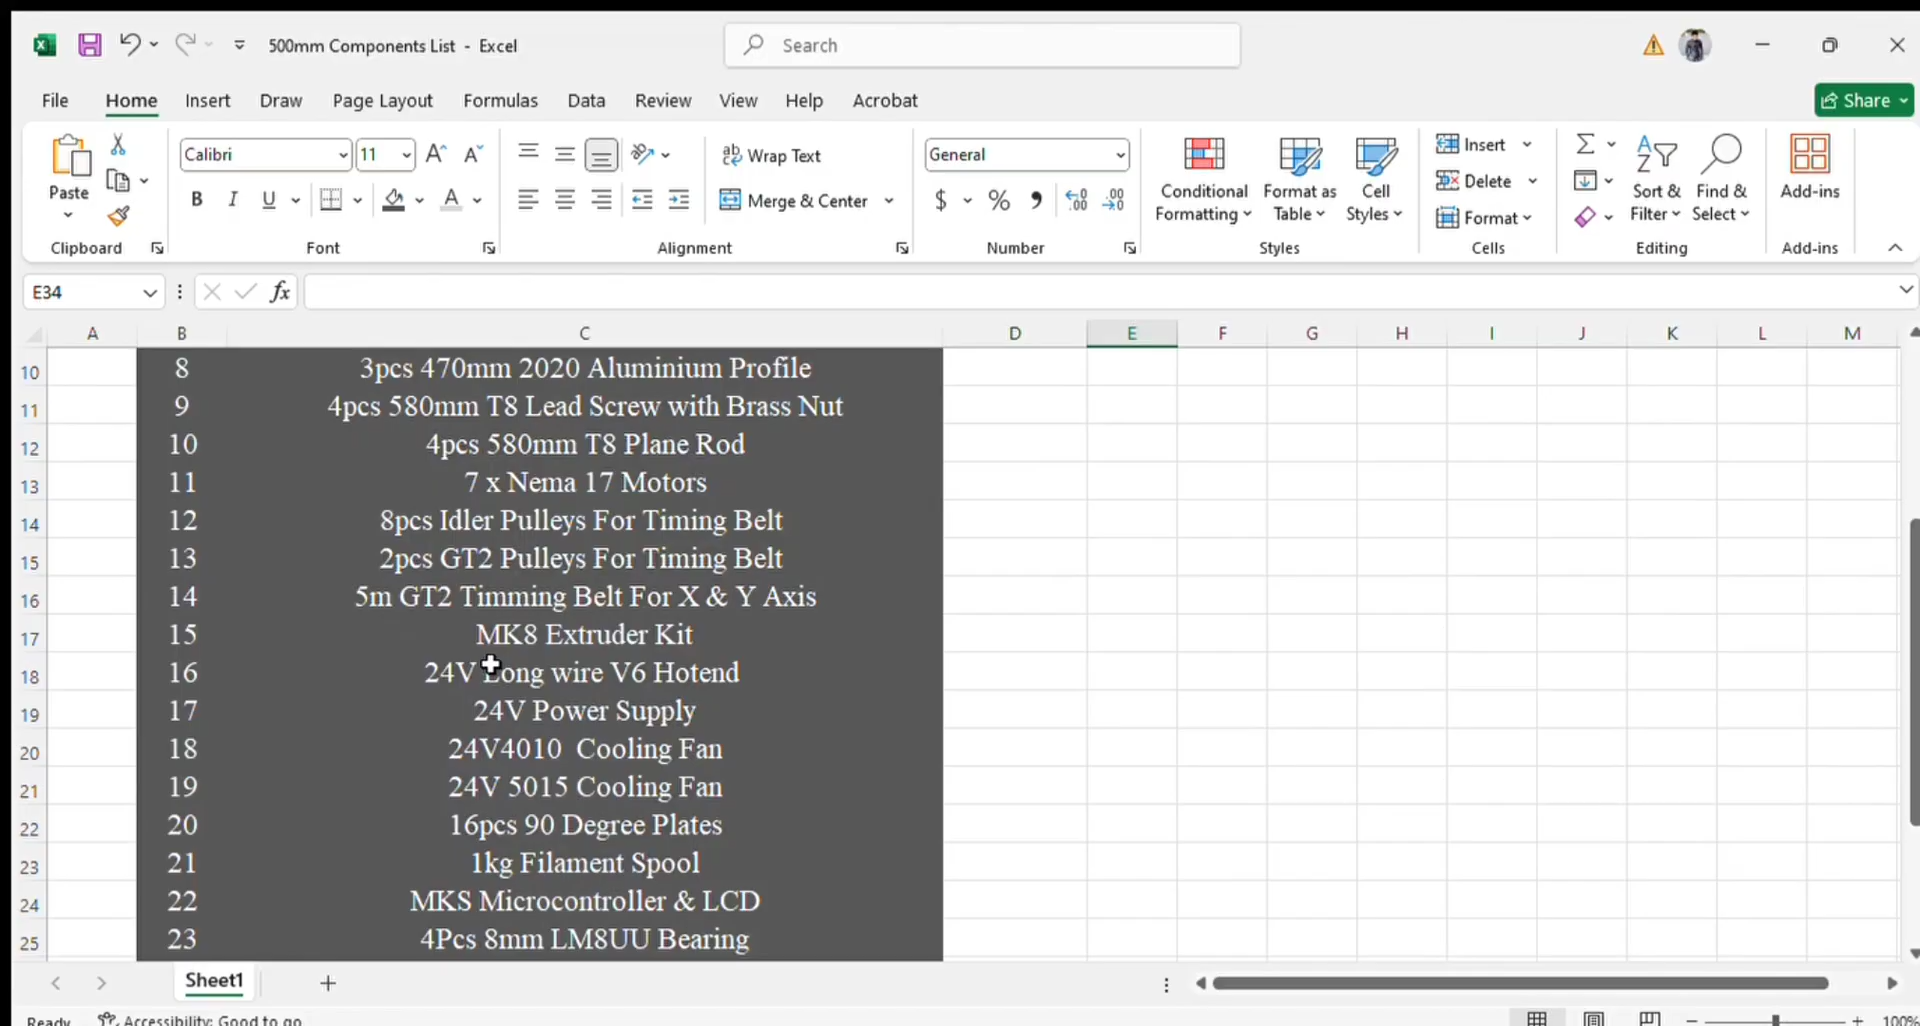 500mm Components List - Excel
Search
File Home Insert Draw Page Layout Formulas Data Review View Help Acrobat
Share
Paste
Clipboard
Calibri 11
B I U
Font
Wrap Text
Merge & Center
Alignment
General
$ % ,
Number
Conditional Formatting
Format as Table
Cell Styles
Styles
Insert
Delete
Format
Cells
Sort & Filter
Find & Select
Editing
Add-ins
Add-ins
E34
fx
A B C D E F G H I J K L M
10 8 3pcs 470mm 2020 Aluminium Profile
11 9 4pcs 580mm T8 Lead Screw with Brass Nut
12 10 4pcs 580mm T8 Plane Rod
13 11 7 x Nema 17 Motors
14 12 8pcs Idler Pulleys For Timing Belt
15 13 2pcs GT2 Pulleys For Timing Belt
16 14 5m GT2 Timming Belt For X & Y Axis
17 15 MK8 Extruder Kit
18 16 24V Long wire V6 Hotend
19 17 24V Power Supply
20 18 24V4010  Cooling Fan
21 19 24V 5015 Cooling Fan
22 20 16pcs 90 Degree Plates
23 21 1kg Filament Spool
24 22 MKS Microcontroller & LCD
25 23 4Pcs 8mm LM8UU Bearing
Sheet1
Ready Accessibility: Good to go 100%